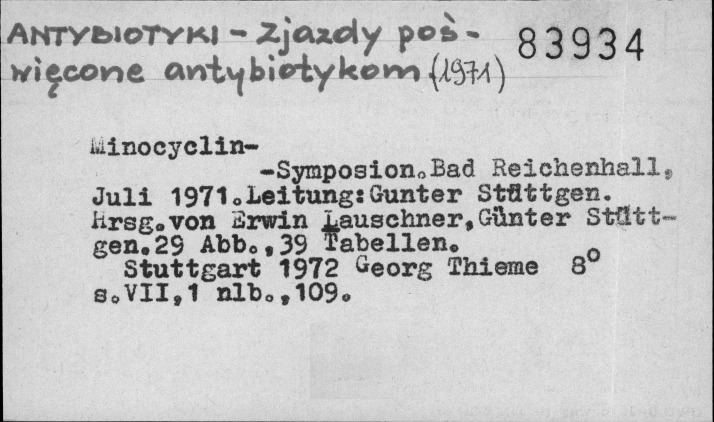 ANTYBIOTYKI - Zjazdy poś-
więcone antybiotykom (1971)
83934
Minocyclin-
-Symposion.Bad Reichenhall,
Juli 1971.Leitung:Gunter Stüttgen.
Hrsg.von Erwin Lauschner,Günter Stütt-
gen.29 Abb.,39 Tabellen.
Stuttgart 1972 Georg Thieme 8°
s.VII,1 nlb.,109.